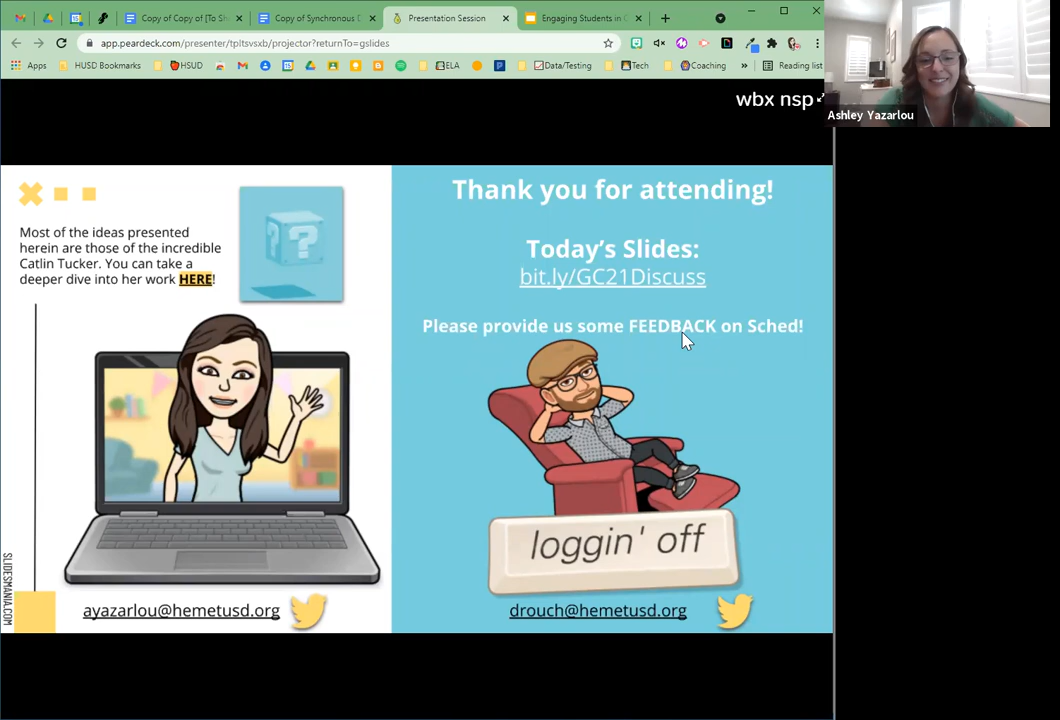 Copy of Copy of [To Sh
Copy of Synchronous D
Presentation Session
Engaging Students in C
app.peardeck.com/presenter/tpltsvsxb/projector?returnTo=gslides
Apps
HUSD Bookmarks
HSUD
ELA
Data/Testing
Tech
Coaching
Reading list
wbx nsp
Ashley Yazarlou
Most of the ideas presented
herein are those of the incredible
Catlin Tucker. You can take a
deeper dive into her work HERE!
?
SLIDESMANIA.COM
ayazarlou@hemetusd.org
Thank you for attending!
Today's Slides:
bit.ly/GC21Discuss
Please provide us some FEEDBACK on Sched!
loggin' off
drouch@hemetusd.org